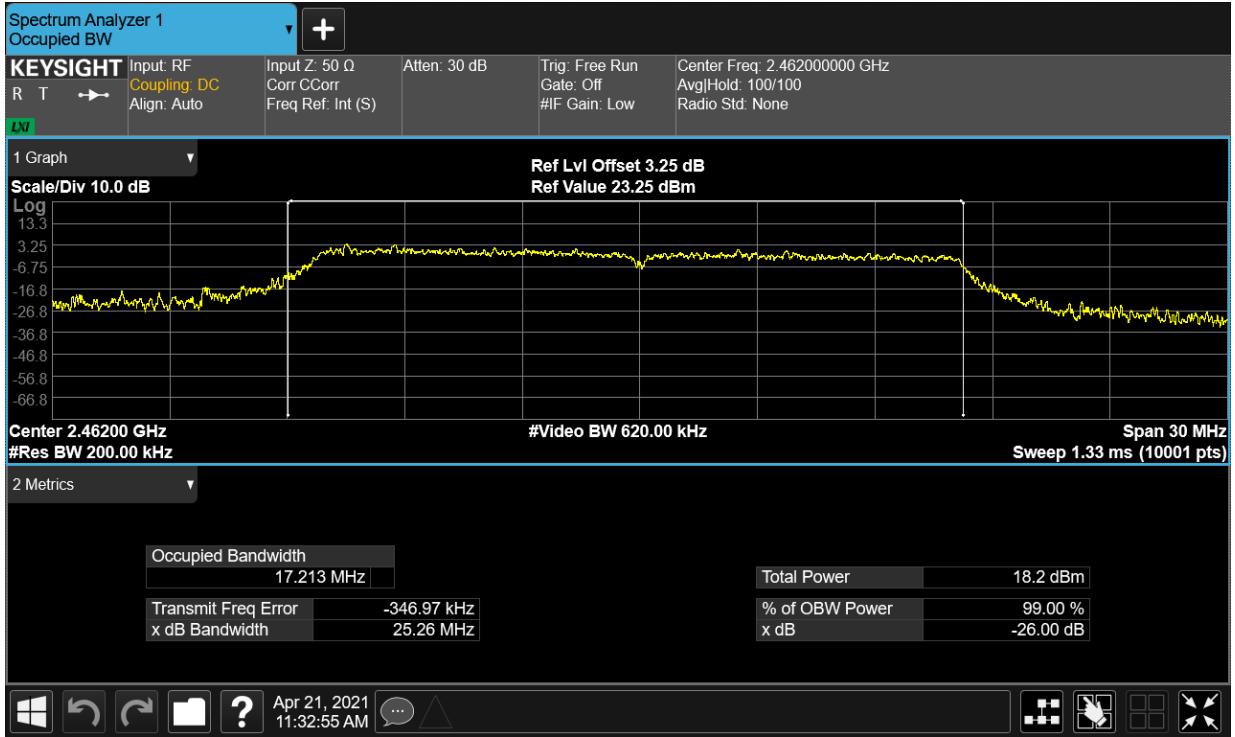 Spectrum Analyzer 1
Occupied BW
KEYSIGHT
R T
LXI
Input: RF
Coupling: DC
Align: Auto
Input Z: 50 Ω
Corr CCorr
Freq Ref: Int (S)
Atten: 30 dB
Trig: Free Run
Gate: Off
#IF Gain: Low
Center Freq: 2.462000000 GHz
Avg|Hold: 100/100
Radio Std: None
1 Graph
Scale/Div 10.0 dB
Ref Lvl Offset 3.25 dB
Ref Value 23.25 dBm
Log
13.3
3.25
-6.75
-16.8
-26.8
-36.8
-46.8
-56.8
-66.8
Center 2.46200 GHz
#Video BW 620.00 kHz
Span 30 MHz
#Res BW 200.00 kHz
Sweep 1.33 ms (10001 pts)
2 Metrics
Occupied Bandwidth
17.213 MHz
Total Power 18.2 dBm
Transmit Freq Error -346.97 kHz
% of OBW Power 99.00 %
x dB Bandwidth 25.26 MHz
x dB -26.00 dB
?
Apr 21, 2021
11:32:55 AM